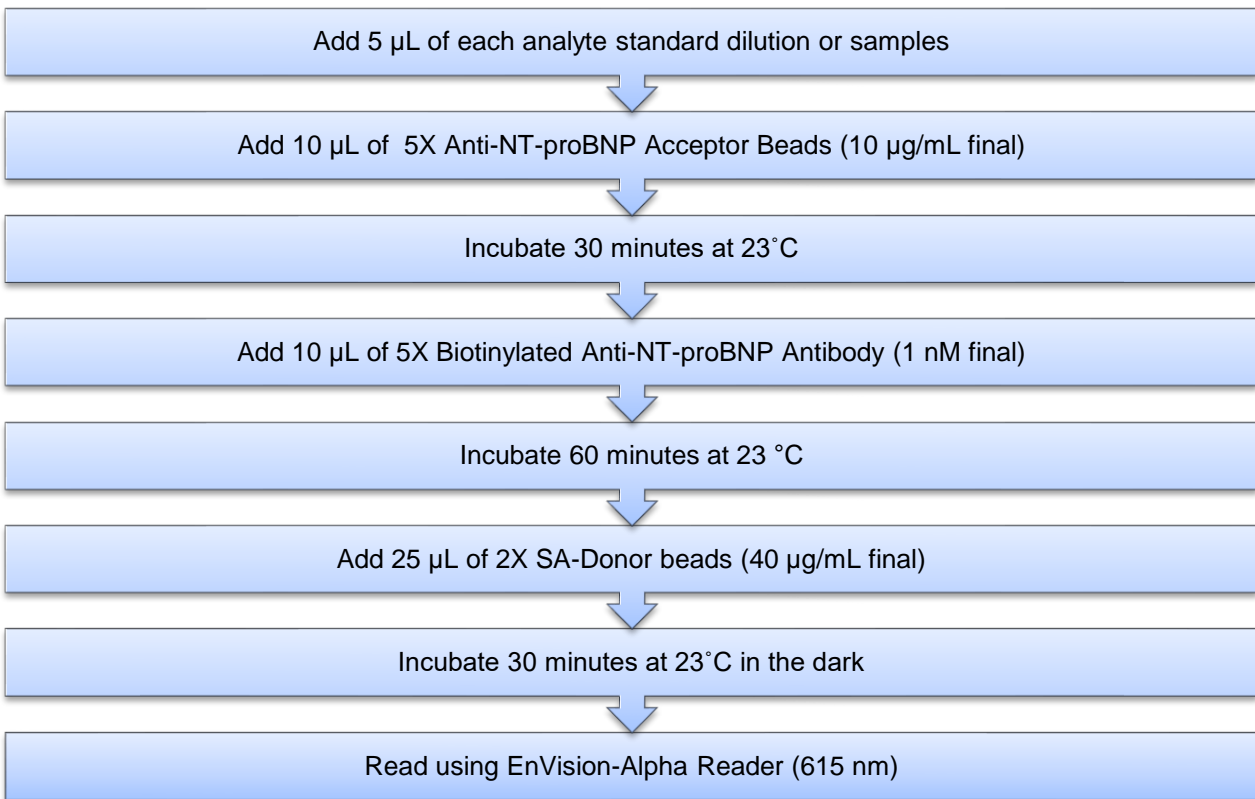 Add 5 µL of each analyte standard dilution or samples
Add 10 µL of  5X Anti-NT-proBNP Acceptor Beads (10 µg/mL final)
Incubate 30 minutes at 23˚C
Add 10 µL of 5X Biotinylated Anti-NT-proBNP Antibody (1 nM final)
Incubate 60 minutes at 23 °C
Add 25 µL of 2X SA-Donor beads (40 µg/mL final)
Incubate 30 minutes at 23˚C in the dark
Read using EnVision-Alpha Reader (615 nm)